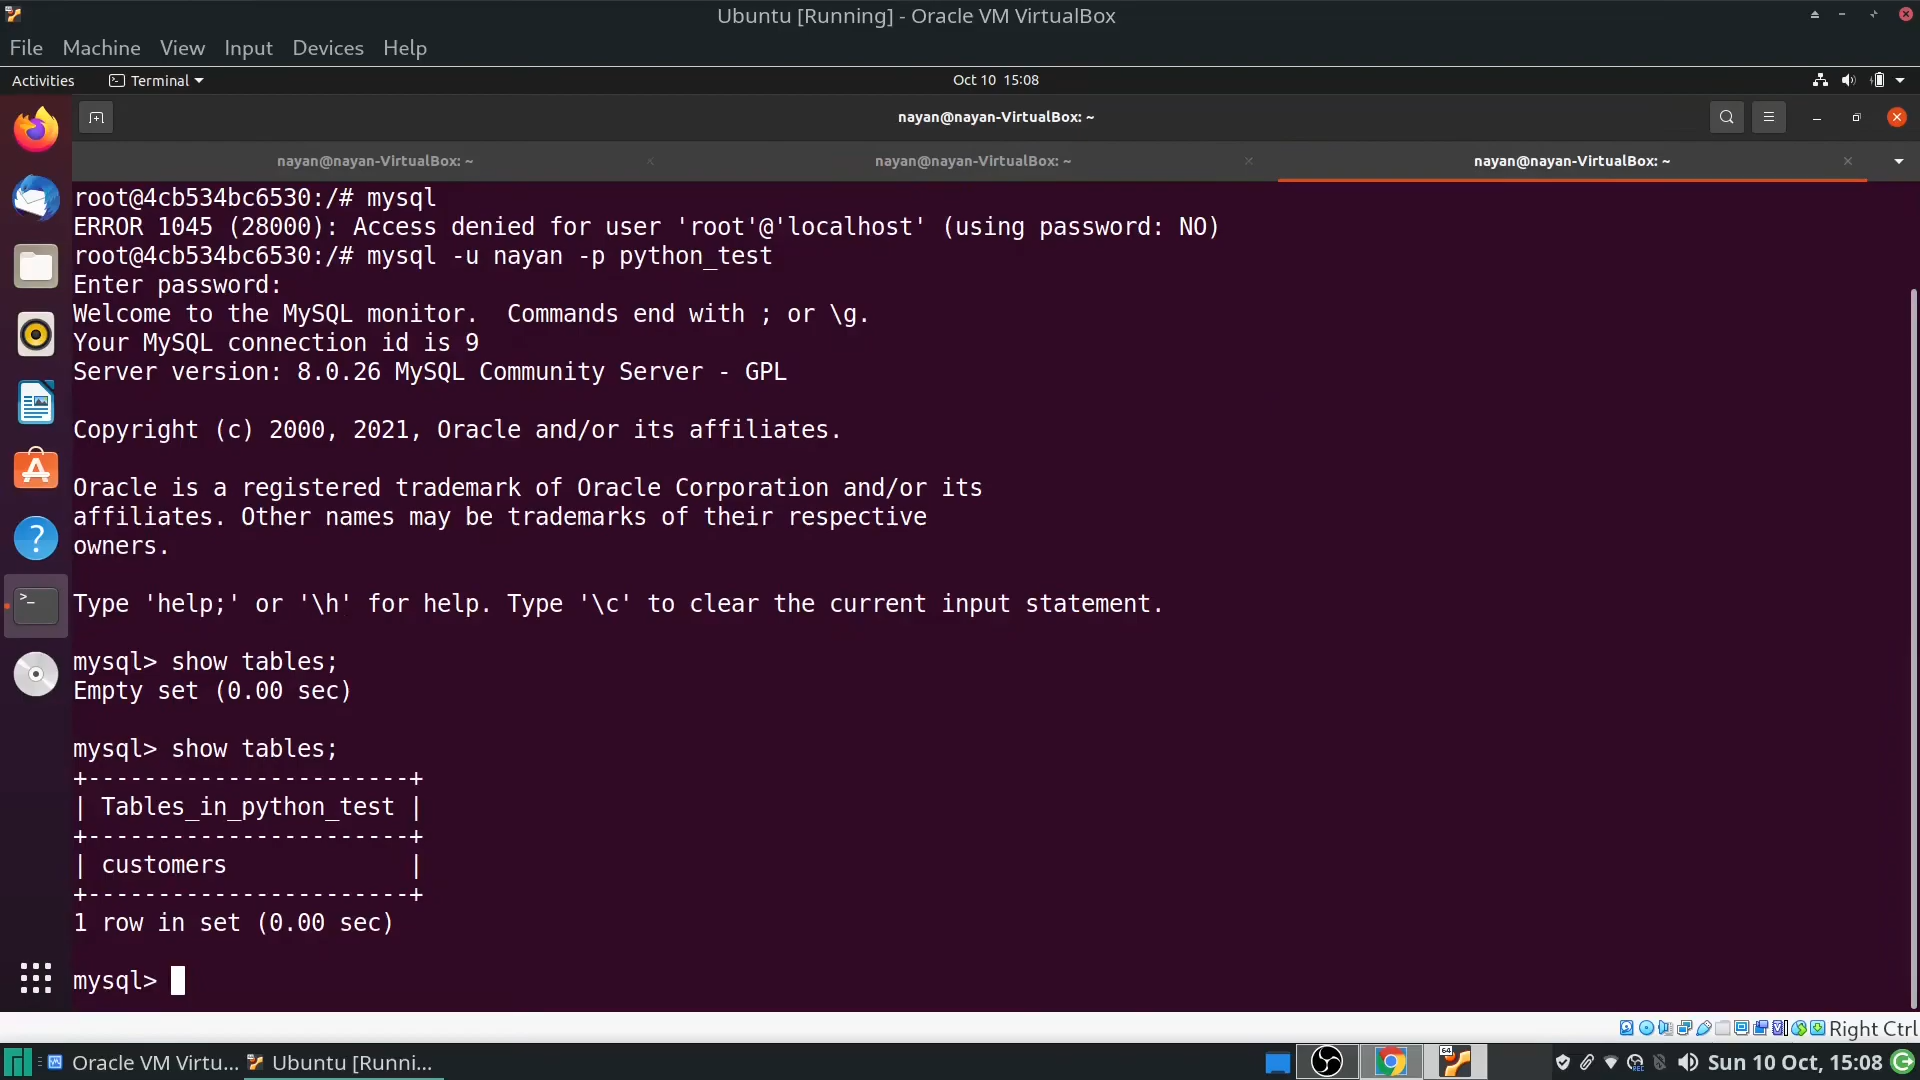 Ubuntu [Running] - Oracle VM VirtualBox
File Machine View Input Devices Help
Activities Terminal Oct 10 15:08
nayan@nayan-VirtualBox: ~
nayan@nayan-VirtualBox: ~ nayan@nayan-VirtualBox: ~ nayan@nayan-VirtualBox: ~
root@4cb534bc6530:/# mysql
ERROR 1045 (28000): Access denied for user 'root'@'localhost' (using password: NO)
root@4cb534bc6530:/# mysql -u nayan -p python_test
Enter password:
Welcome to the MySQL monitor.  Commands end with ; or \g.
Your MySQL connection id is 9
Server version: 8.0.26 MySQL Community Server - GPL
Copyright (c) 2000, 2021, Oracle and/or its affiliates.
Oracle is a registered trademark of Oracle Corporation and/or its
affiliates. Other names may be trademarks of their respective
owners.
Type 'help;' or '\h' for help. Type '\c' to clear the current input statement.
mysql> show tables;
Empty set (0.00 sec)
mysql> show tables;
+-----------------------+
| Tables_in_python_test |
+-----------------------+
| customers             |
+-----------------------+
1 row in set (0.00 sec)
mysql>
Right Ctrl
Oracle VM Virtu... Ubuntu [Runni... Sun 10 Oct, 15:08